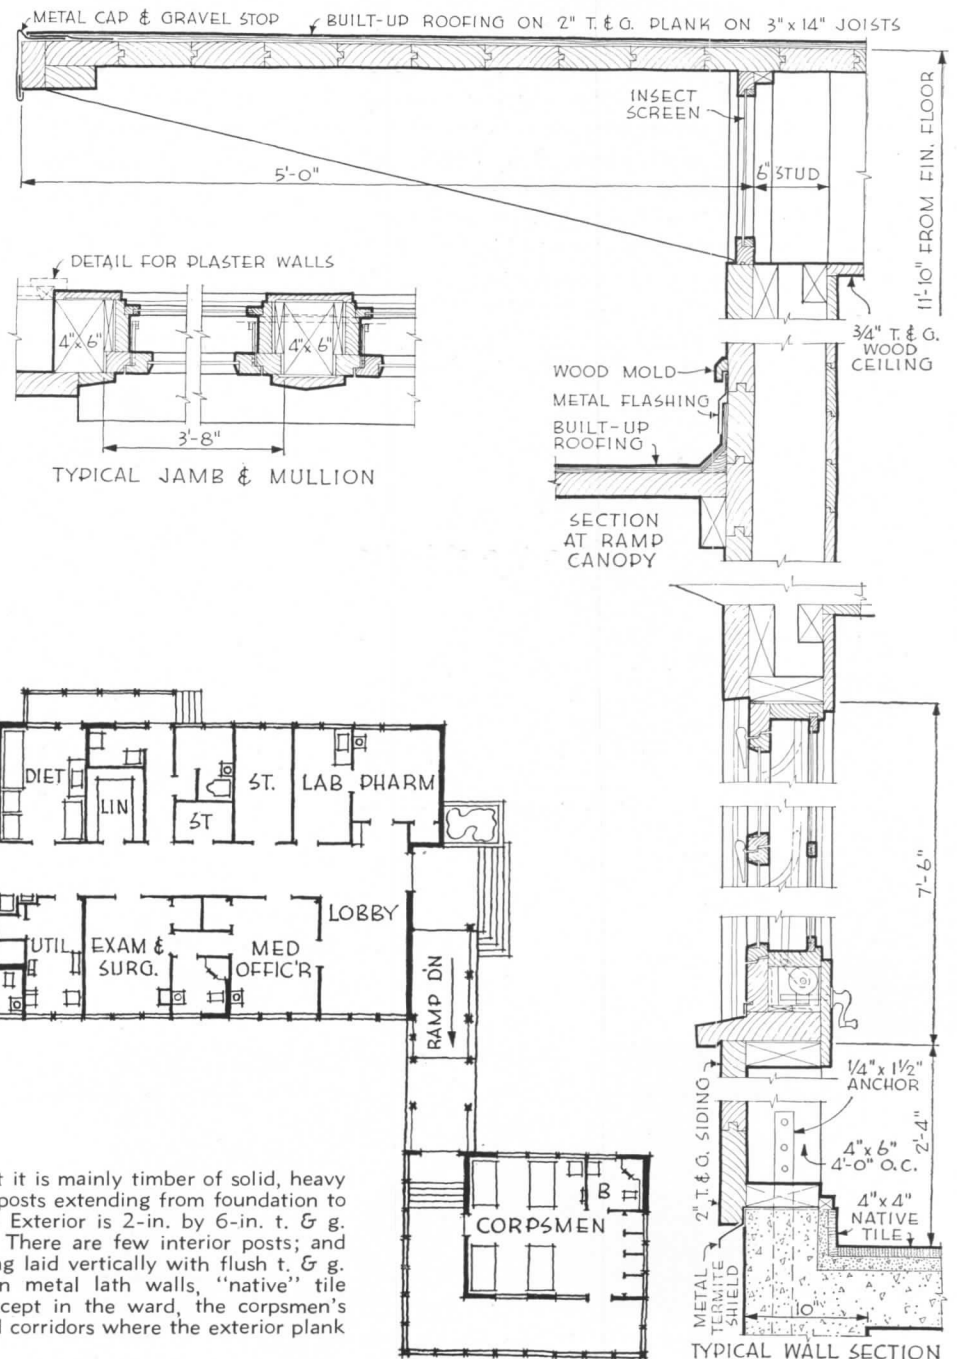 METAL CAP & GRAVEL STOP
BUILT-UP ROOFING ON 2" T. & G. PLANK ON 3" x 14" JOISTS
INSECT
SCREEN
5'-0"
6" STUD
11'-10" FROM FIN. FLOOR
DETAIL FOR PLASTER WALLS
4" x 6"
4" x 6"
3'-8"
TYPICAL JAMB & MULLION
3/4" T. & G.
WOOD
CEILING
WOOD MOLD
METAL FLASHING
BUILT-UP
ROOFING
SECTION
AT RAMP
CANOPY
DIET
LIN
ST
ST.
LAB
PHARM
UTIL
EXAM &
SURG.
MED
OFFIC'R
LOBBY
RAMP D'N
CORPSMEN
B
7'-6"
1/4" x 1 1/2"
ANCHOR
2" T. & G. SIDING
4" x 6"
4'-0" O.C.
2'-4"
4" x 4"
NATIVE
TILE
METAL
TERMITE
SHIELD
10"
TYPICAL WALL SECTION
t it is mainly timber of solid, heavy
posts extending from foundation to
Exterior is 2-in. by 6-in. t. & g.
There are few interior posts; and
ng laid vertically with flush t. & g.
n metal lath walls, "native" tile
cept in the ward, the corpsmen's
l corridors where the exterior plank